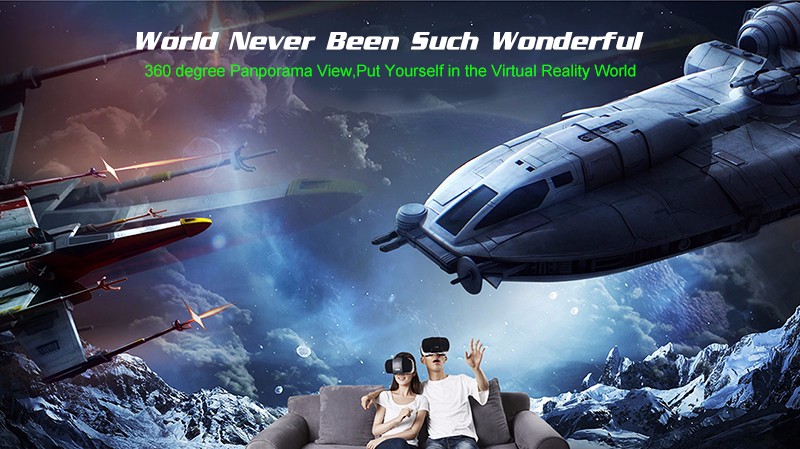 World Never Been Such Wonderful
360 degree Panporama View,Put Yourself in the Virtual Reality World